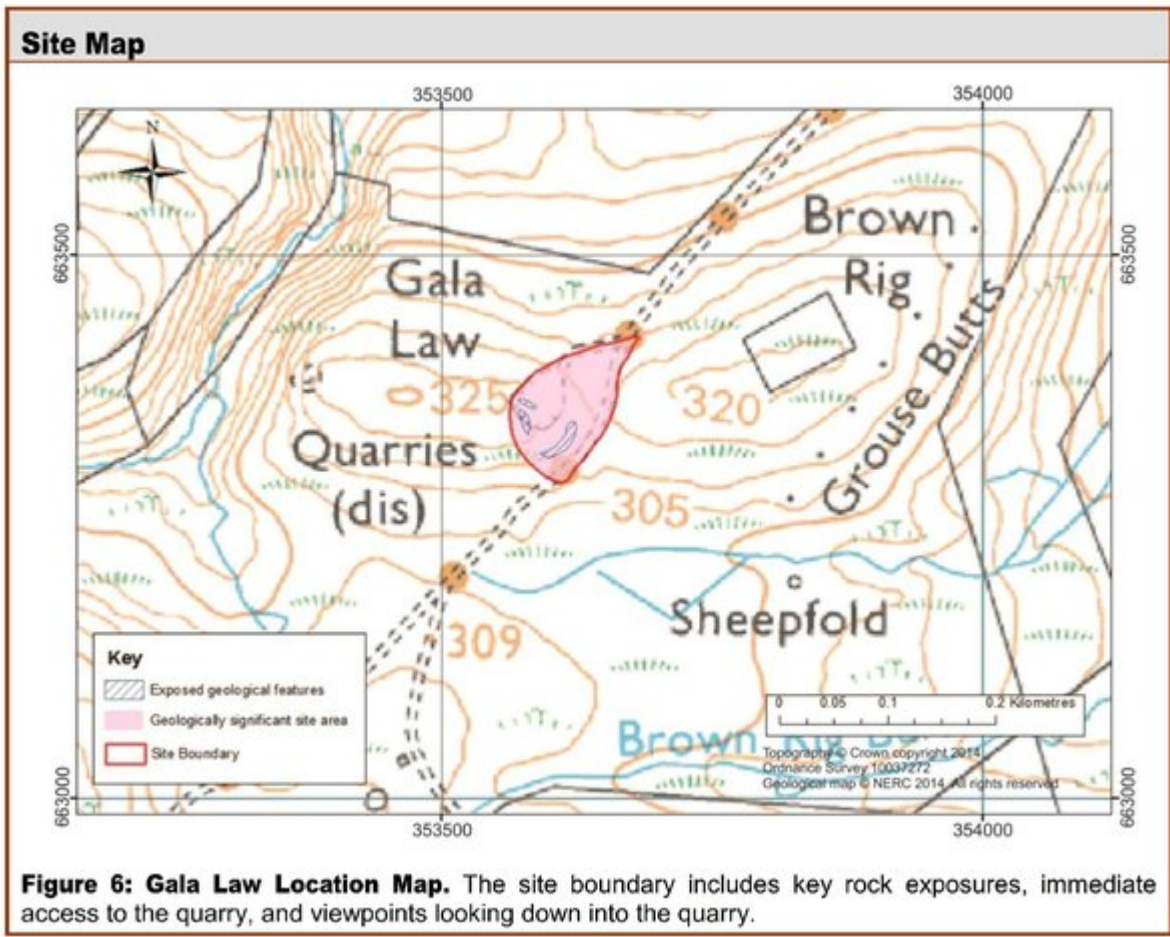 Site Map
353500
354000
N
663500
663500
Brown
Rig
Gala
Law
325
320
Grouse Butts
Quarries
(dis)
305
Sheepfold
309
Key
Exposed geological features
Geologically significant site area
Site Boundary
0 0.05 0.1 0.2 Kilometres
Brown Rig
Topography © Crown copyright 2014.
Ordnance Survey 10037272
Geological map © NERC 2014. All rights reserved
663000
663000
353500
354000
Figure 6: Gala Law Location Map. The site boundary includes key rock exposures, immediate
access to the quarry, and viewpoints looking down into the quarry.